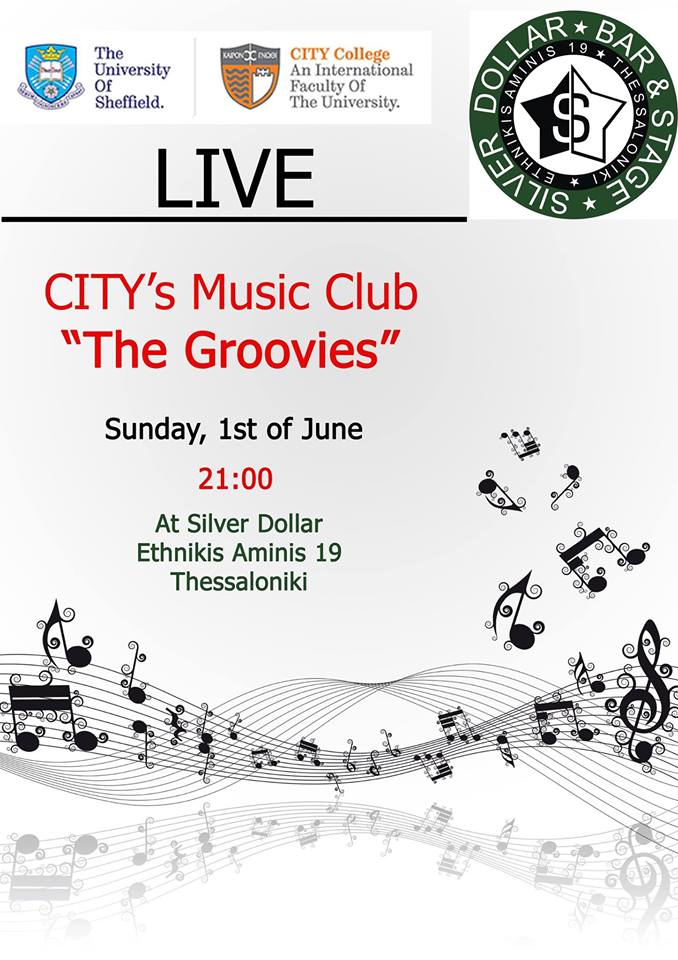 The
University
Of
Sheffield.
CITY College
An International
Faculty Of
The University.
SILVER DOLLAR ★ BAR & STAGE ★
ETHNIKIS AMINIS 19 ★ THESSALONIKI ★
S
LIVE
CITY’s Music Club
“The Groovies”
Sunday, 1st of June
21:00
At Silver Dollar
Ethnikis Aminis 19
Thessaloniki